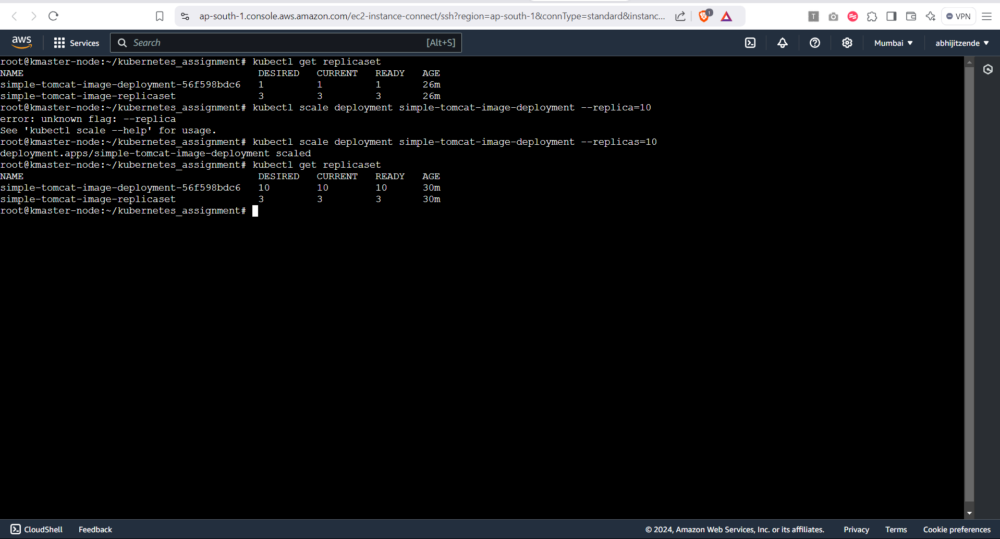 ap-south-1.console.aws.amazon.com/ec2-instance-connect/ssh?region=ap-south-1&connType=standard&instanc...
1
T
VPN
aws
Services
Search
[Alt+S]
Mumbai
abhijitzende
root@kmaster-node:~/kubernetes_assignment# kubectl get replicaset
NAME DESIRED CURRENT READY AGE
simple-tomcat-image-deployment-56f598bdc6 1 1 1 26m
simple-tomcat-image-replicaset 3 3 3 26m
root@kmaster-node:~/kubernetes_assignment# kubectl scale deployment simple-tomcat-image-deployment --replica=10
error: unknown flag: --replica
See 'kubectl scale --help' for usage.
root@kmaster-node:~/kubernetes_assignment# kubectl scale deployment simple-tomcat-image-deployment --replicas=10
deployment.apps/simple-tomcat-image-deployment scaled
root@kmaster-node:~/kubernetes_assignment# kubectl get replicaset
NAME DESIRED CURRENT READY AGE
simple-tomcat-image-deployment-56f598bdc6 10 10 10 30m
simple-tomcat-image-replicaset 3 3 3 30m
root@kmaster-node:~/kubernetes_assignment#
CloudShell
Feedback
© 2024, Amazon Web Services, Inc. or its affiliates.
Privacy
Terms
Cookie preferences